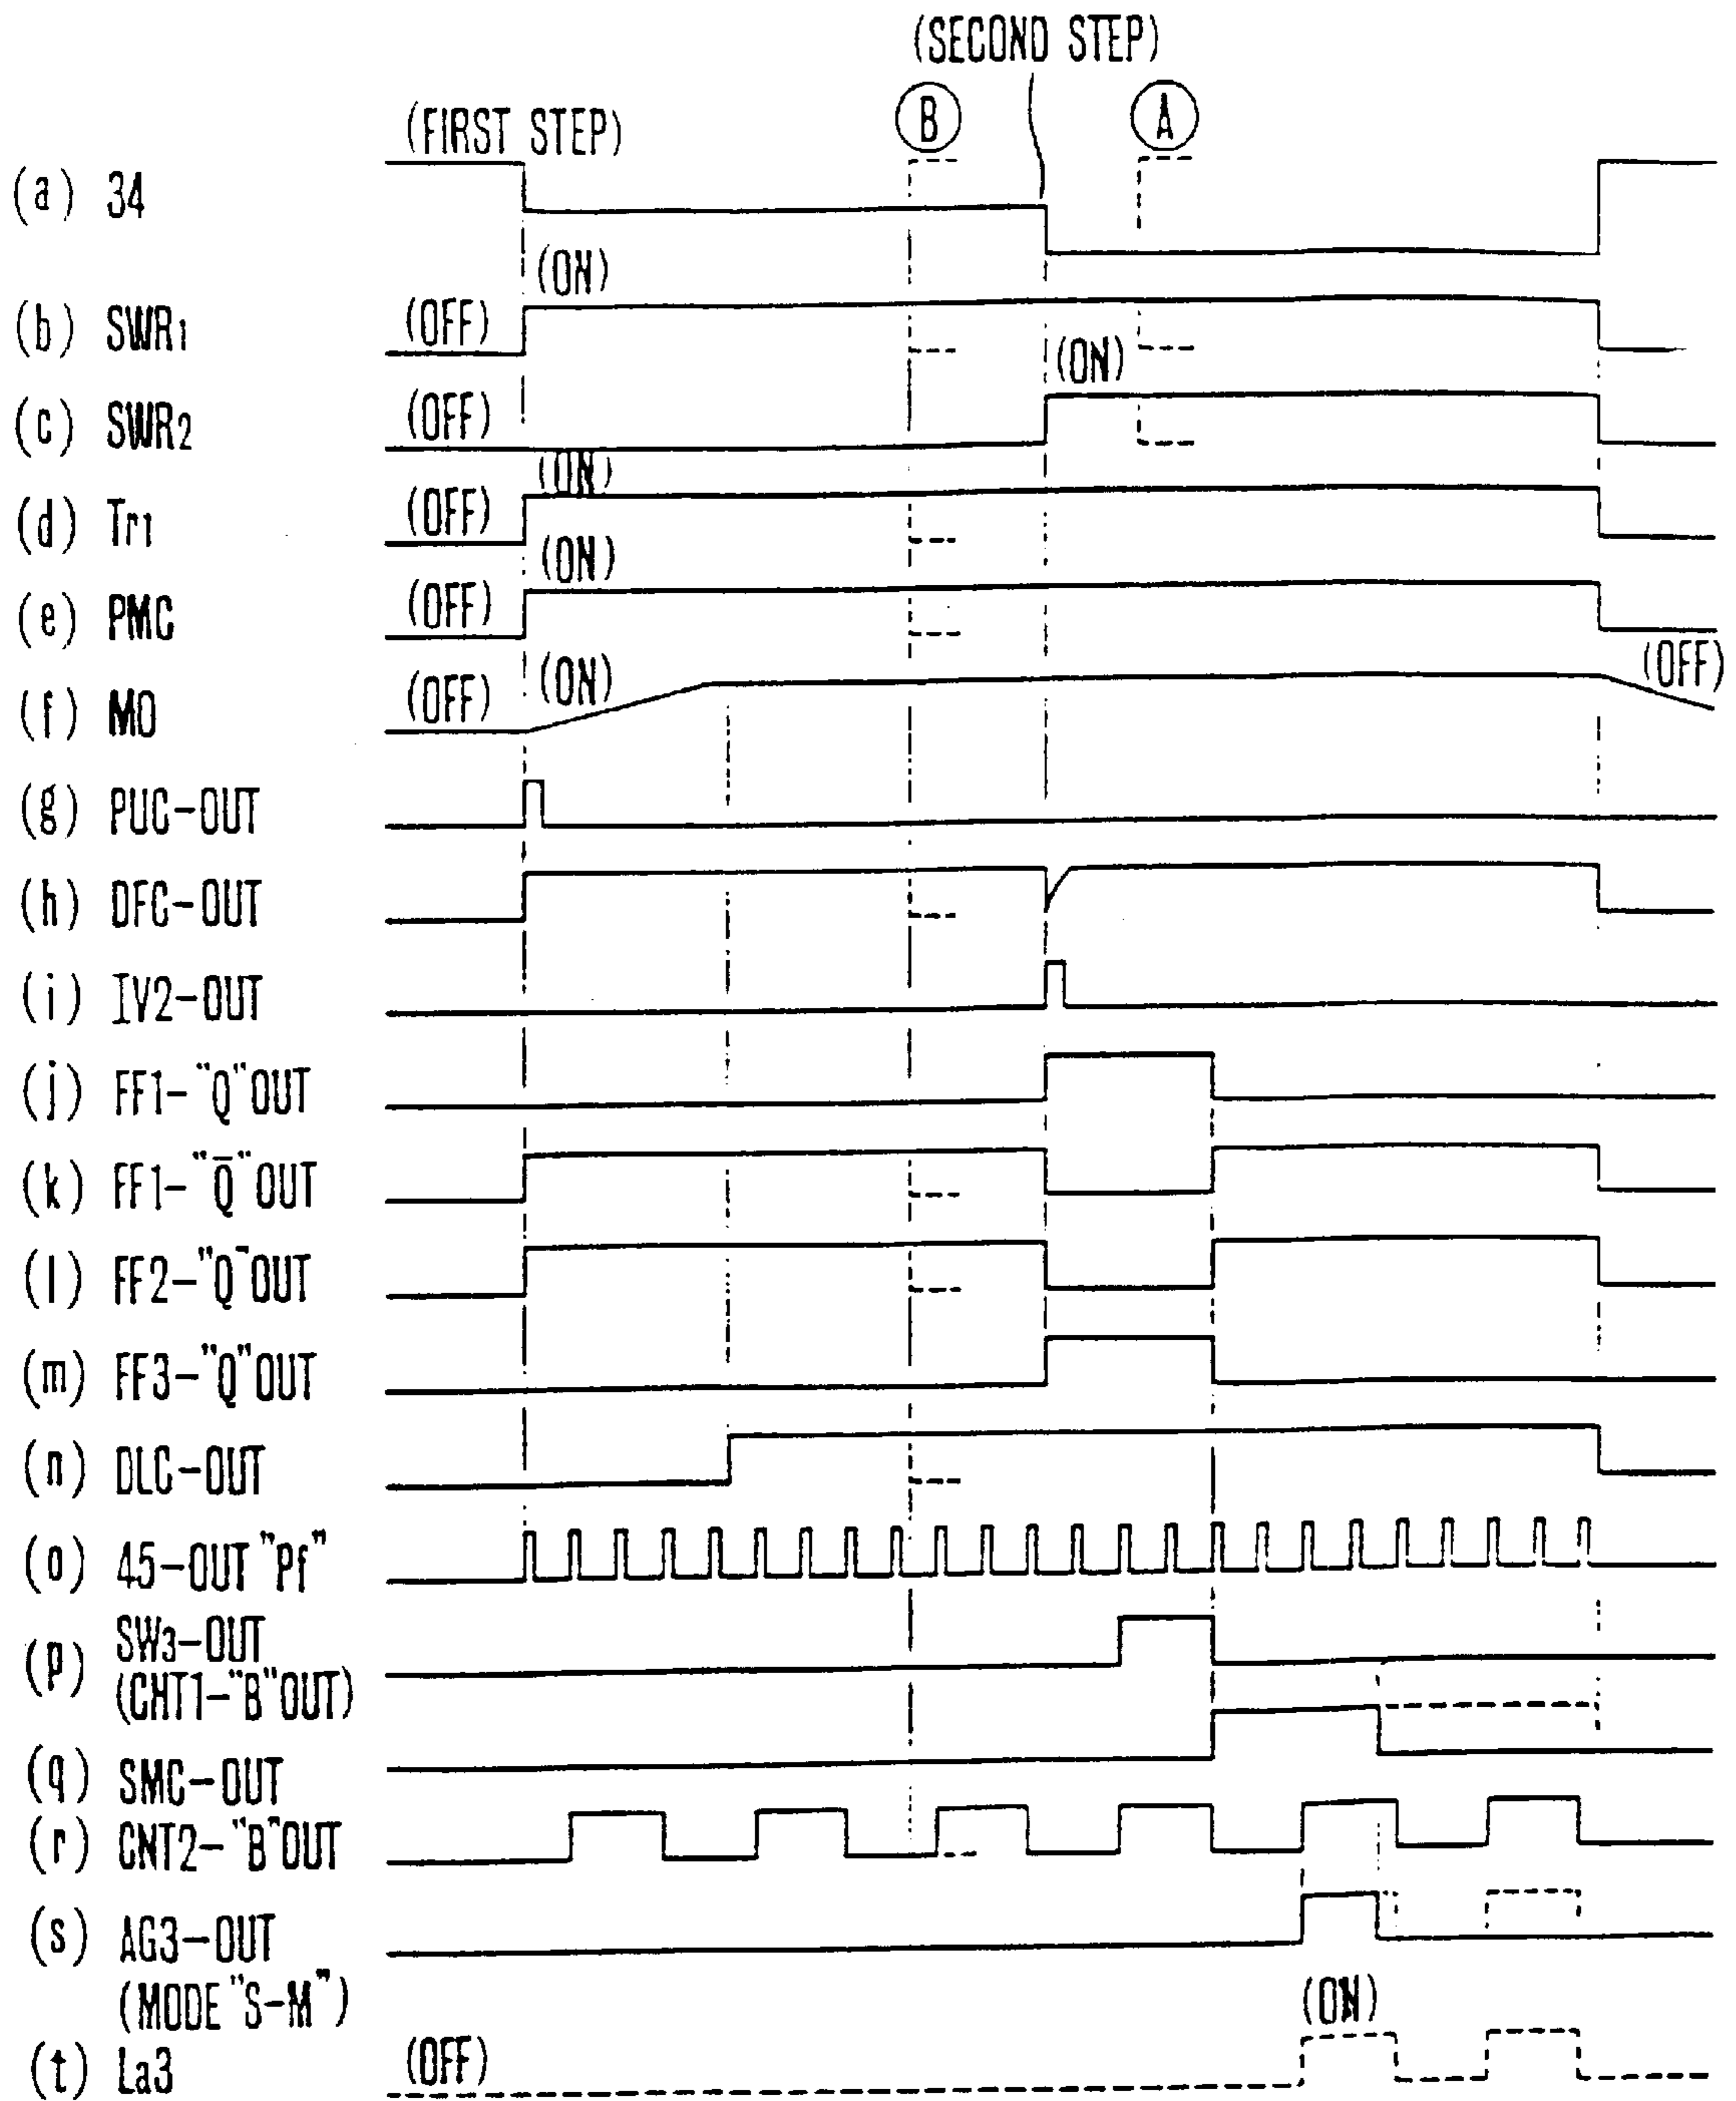 (SECOND STEP)
(FIRST STEP)
B
A
(a) 34
(ON)
(b) SWR1
(OFF)
(ON)
(c) SWR2
(OFF)
(ON)
(d) Tr1
(OFF)
(ON)
(e) PMC
(OFF)
(ON)
(OFF)
(f) MO
(OFF)
(g) PUC-OUT
(h) DFC-OUT
(i) IV2-OUT
(j) FF1-"Q"OUT
(k) FF1-"Q̅"OUT
(l) FF2-"Q"OUT
(m) FF3-"Q"OUT
(n) DLC-OUT
(o) 45-OUT"Pf"
(p) SW3-OUT
(CNT1-"B"OUT)
(q) SMC-OUT
(r) CNT2-"B"OUT
(s) AG3-OUT
(MODE"S-M")
(ON)
(t) La3
(OFF)